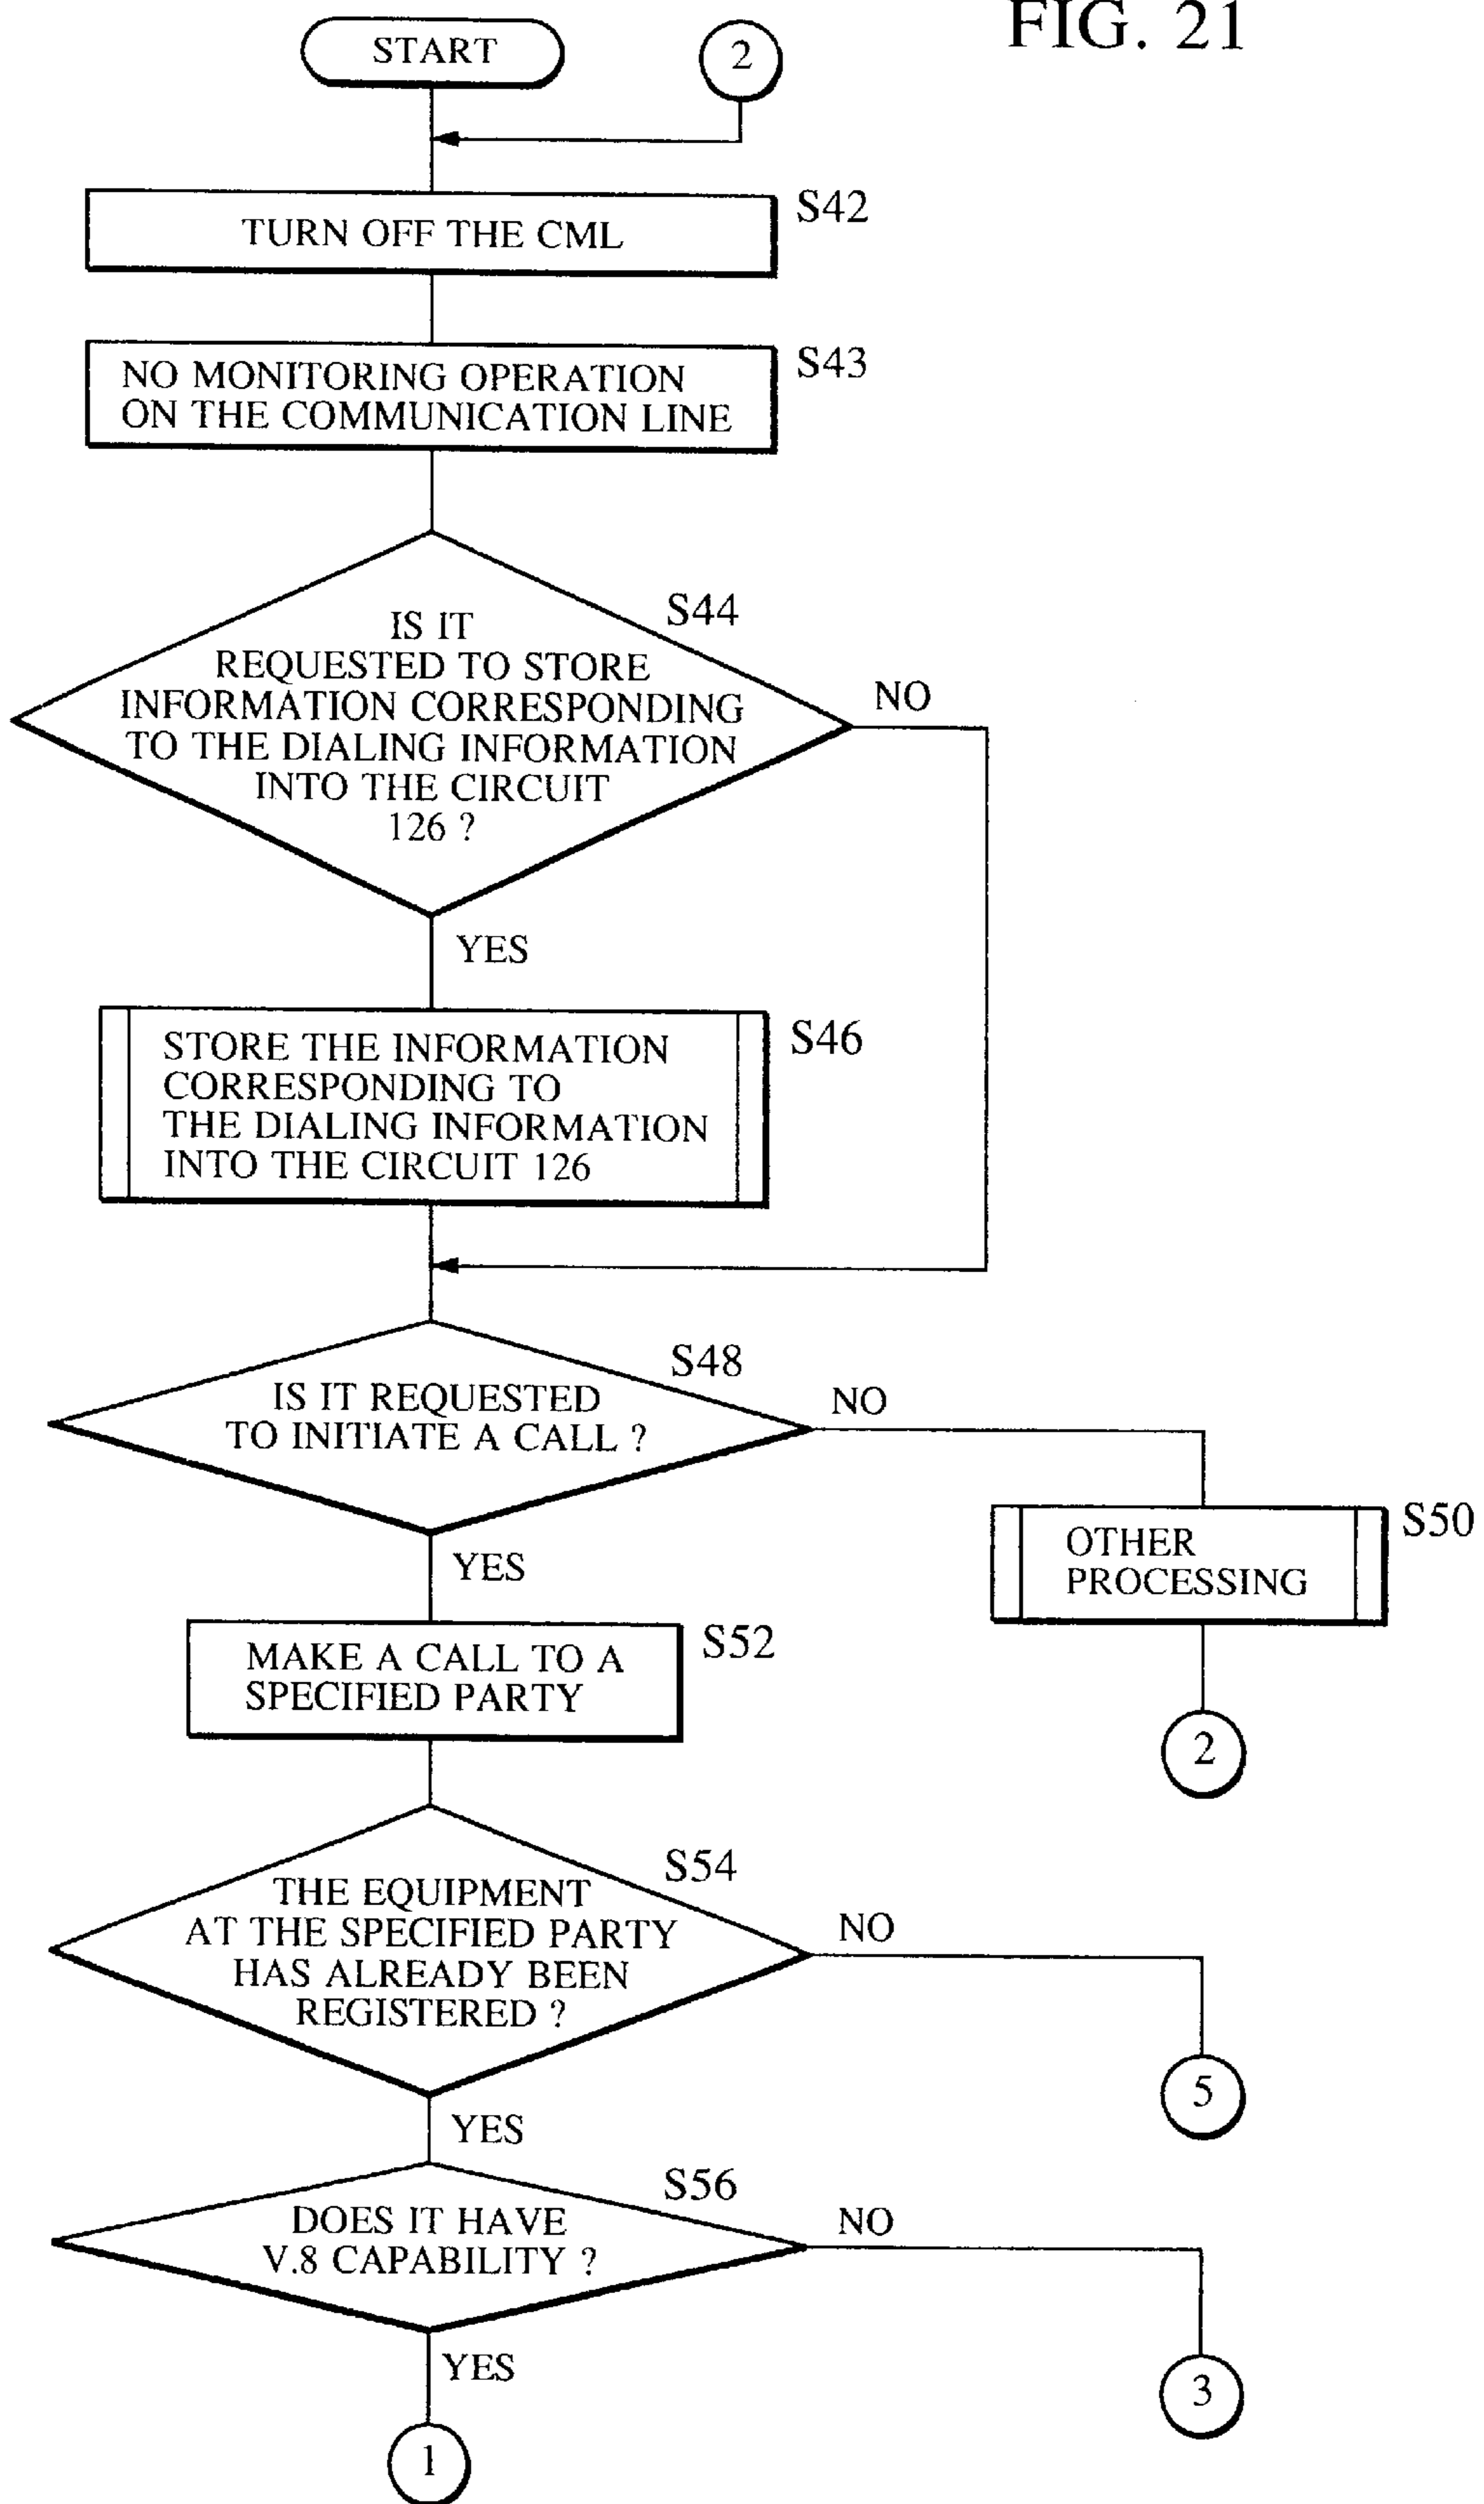 FIG. 21
START
2
TURN OFF THE CML
S42
NO MONITORING OPERATION
ON THE COMMUNICATION LINE
S43
S44
IS IT
REQUESTED TO STORE
INFORMATION CORRESPONDING
TO THE DIALING INFORMATION
INTO THE CIRCUIT
126 ?
NO
YES
STORE THE INFORMATION
CORRESPONDING TO
THE DIALING INFORMATION
INTO THE CIRCUIT 126
S46
S48
IS IT REQUESTED
TO INITIATE A CALL ?
NO
YES
OTHER
PROCESSING
S50
2
MAKE A CALL TO A
SPECIFIED PARTY
S52
S54
THE EQUIPMENT
AT THE SPECIFIED PARTY
HAS ALREADY BEEN
REGISTERED ?
NO
5
YES
S56
DOES IT HAVE
V.8 CAPABILITY ?
NO
3
YES
1